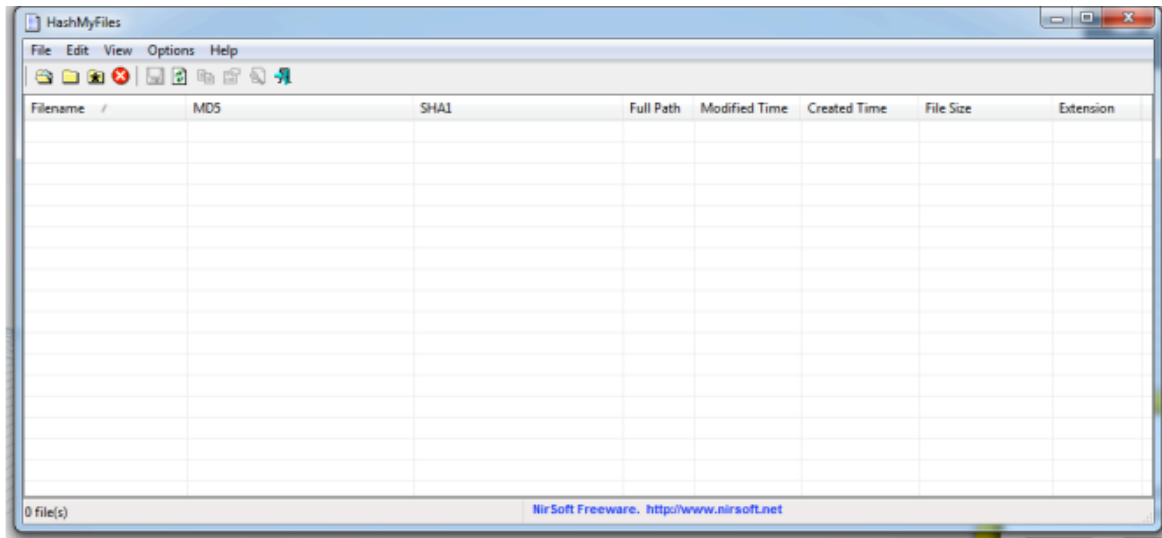 HashMyFiles
File Edit View Options Help
Filename / MD5 SHA1 Full Path Modified Time Created Time File Size Extension
0 file(s) NirSoft Freeware. http://www.nirsoft.net